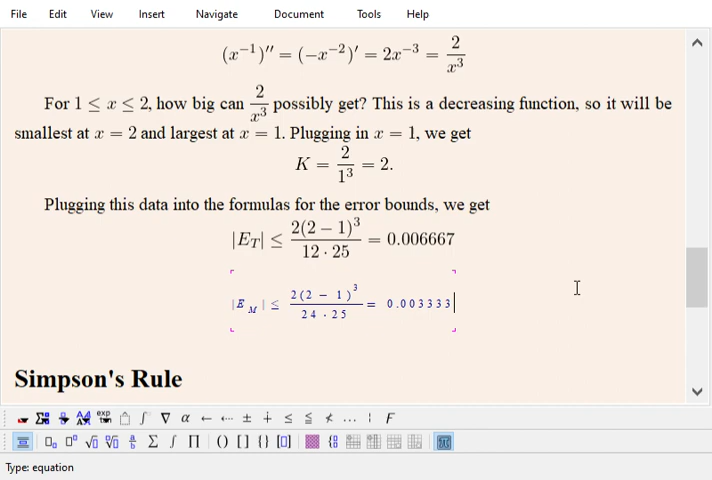 File Edit View Insert Navigate Document Tools Help
(x⁻¹)″ = (−x⁻²)′ = 2x⁻³ = 2/x³
For 1 ≤ x ≤ 2, how big can 2/x³ possibly get? This is a decreasing function, so it will be
smallest at x = 2 and largest at x = 1. Plugging in x = 1, we get
K = 2/1³ = 2.
Plugging this data into the formulas for the error bounds, we get
|E_T| ≤ 2(2 − 1)³/(12 · 25) = 0.006667
|E_M| ≤ 2(2 − 1)³/(24 · 25) = 0.003333
Simpson's Rule
Type: equation